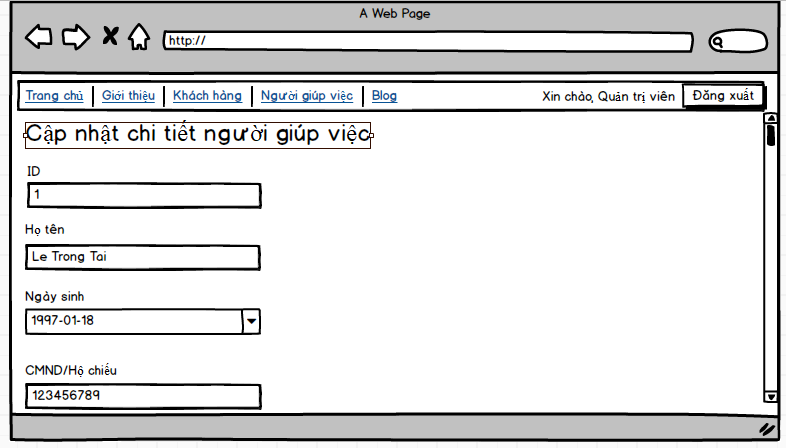 A Web Page
http://
Trang chủ Giới thiệu Khách hàng Người giúp việc Blog Xin chào, Quản trị viên Đăng xuất
Cập nhật chi tiết người giúp việc
ID
1
Họ tên
Le Trong Tai
Ngày sinh
1997-01-18
CMND/Hộ chiếu
123456789